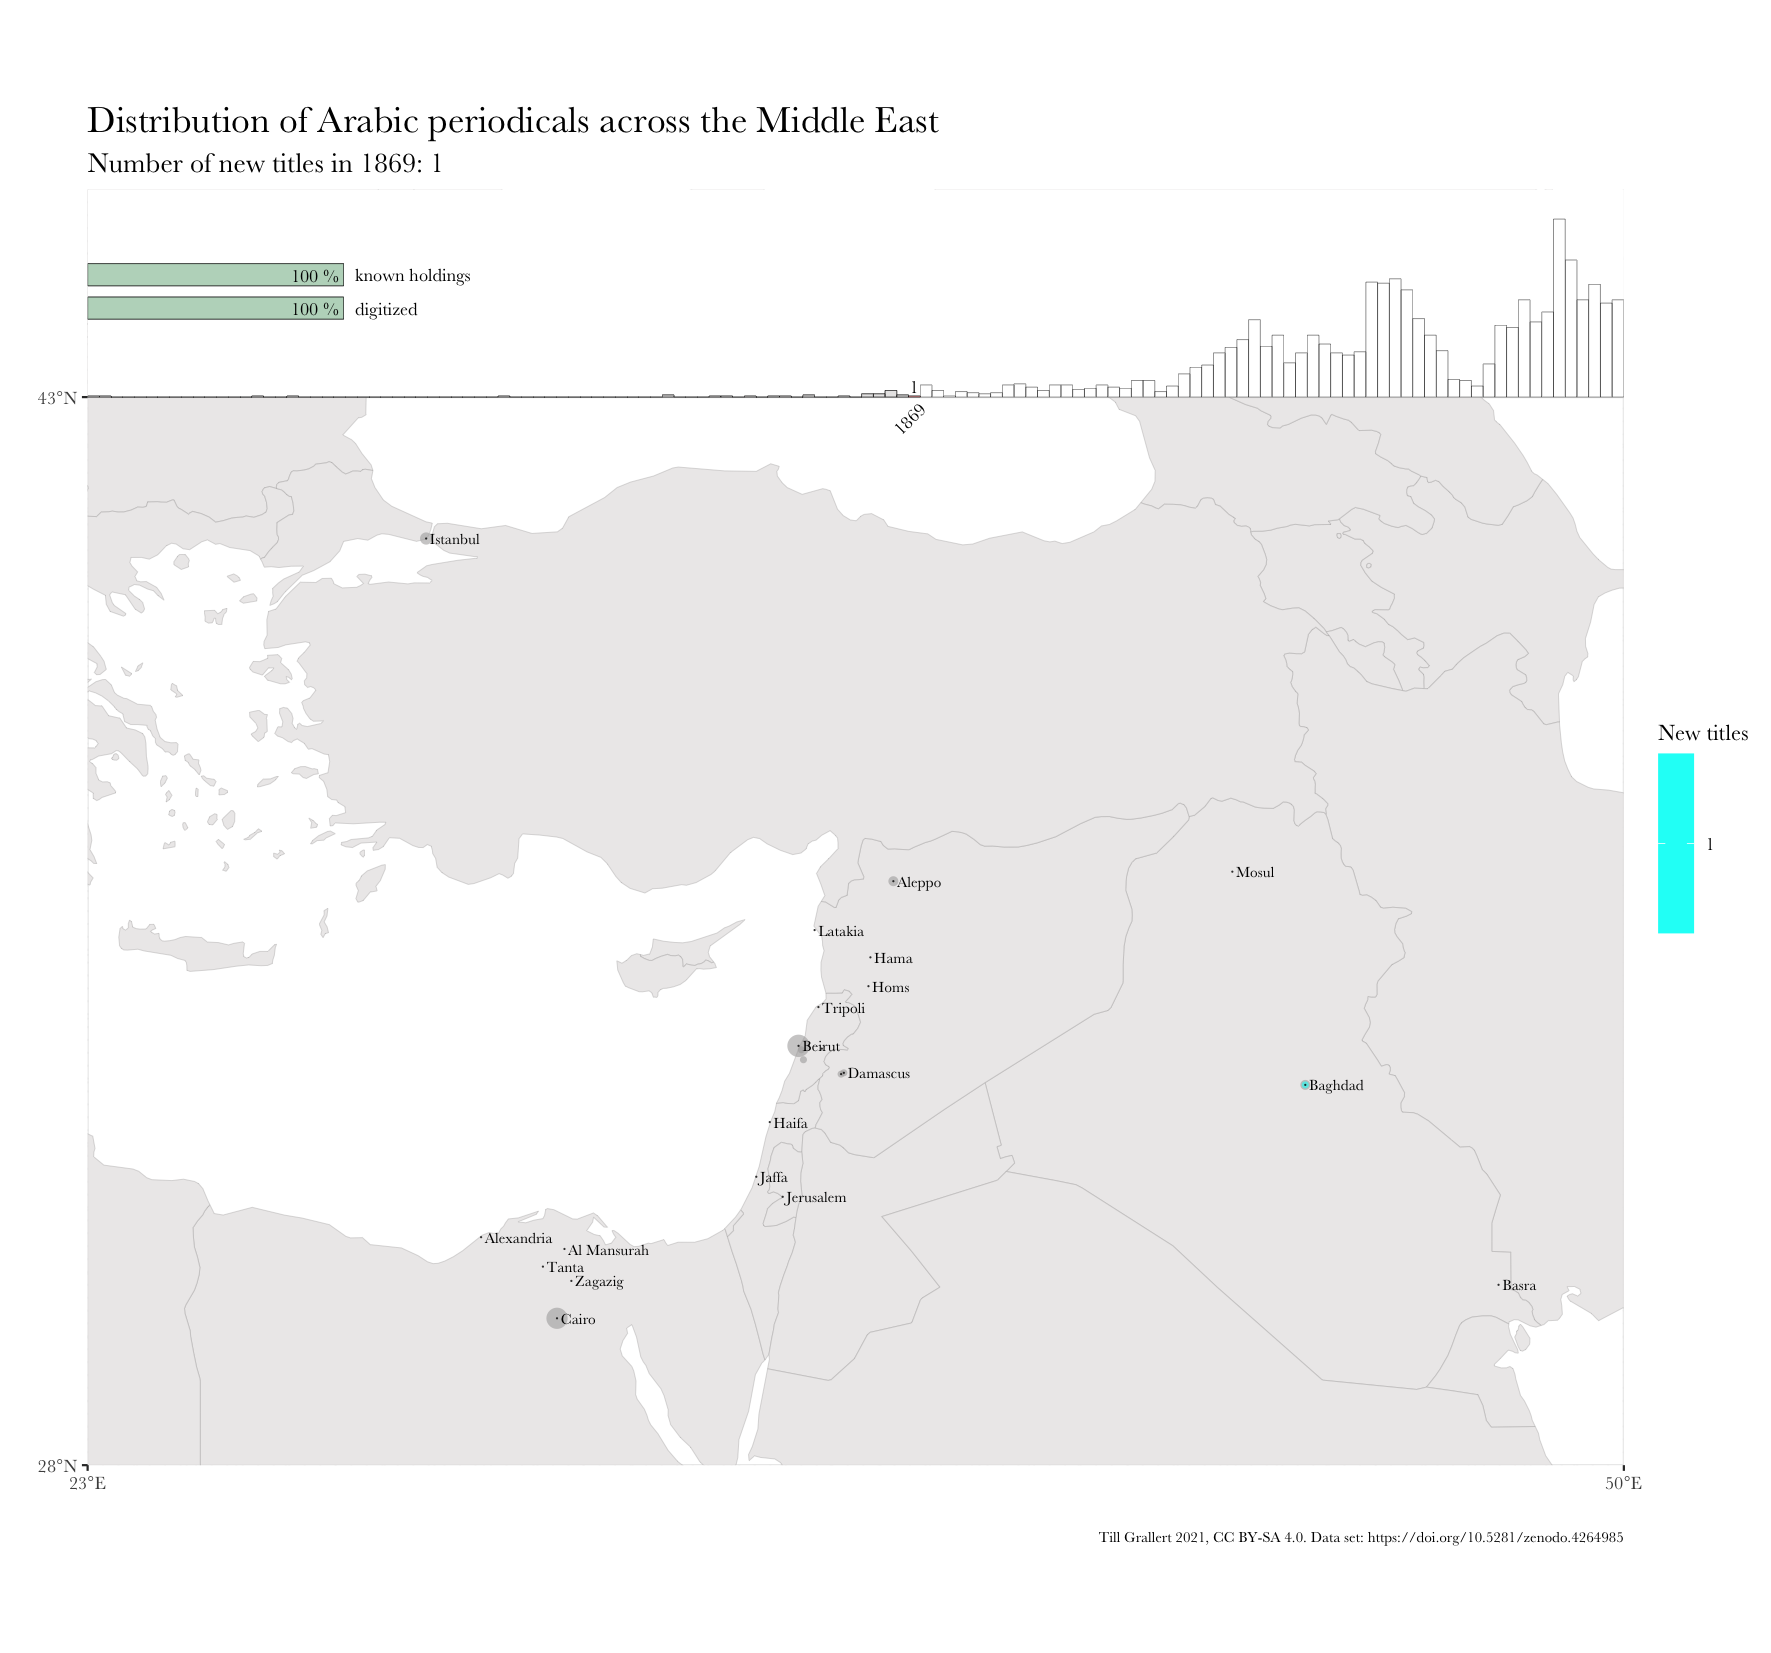 Distribution of Arabic periodicals across the Middle East
Number of new titles in 1869: 1
100 % known holdings
100 % digitized
1
43°N
1869
Istanbul
New titles
1
Aleppo
Mosul
Latakia
Hama
Homs
Tripoli
Beirut
Damascus
Baghdad
Haifa
Jaffa
Jerusalem
Alexandria
Al Mansurah
Tanta
Zagazig
Basra
Cairo
28°N
23°E
50°E
Till Grallert 2021, CC BY-SA 4.0. Data set: https://doi.org/10.5281/zenodo.4264985